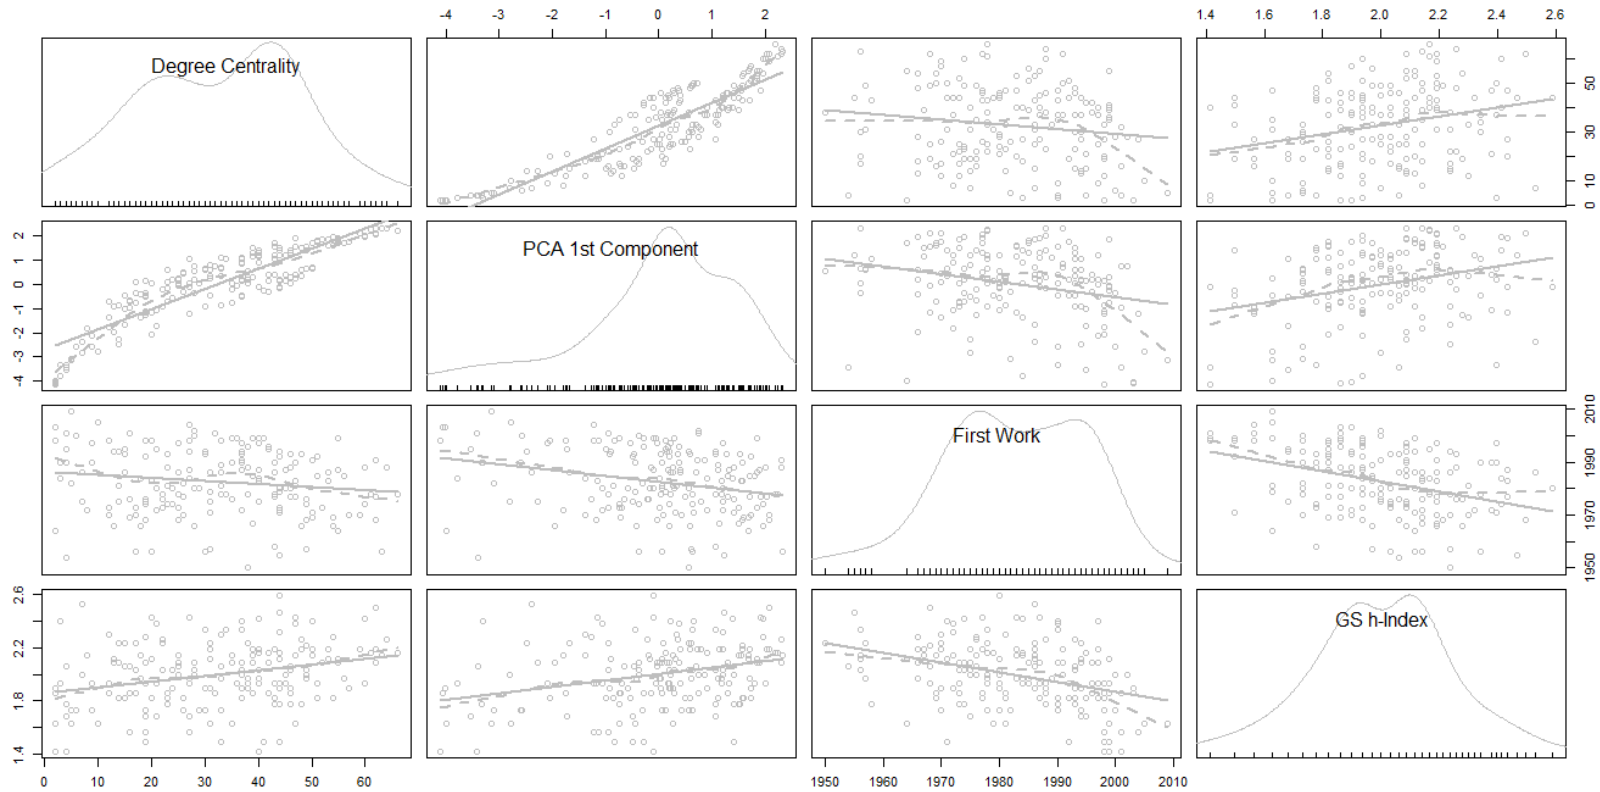 -4 -2 -1 0 1 2 1.4 1.6 1.8 2.0 2.2 2.4 2.6
Degree Centrality
0 10 30 50
PCA 1st Component
-4 -3 -2 -1 0 1 2
First Work
1950 1970 1990 2010
GS h-Index
1.4 1.8 2.2 2.6
0 10 20 30 40 50 60 1950 1960 1970 1980 1990 2000 2010